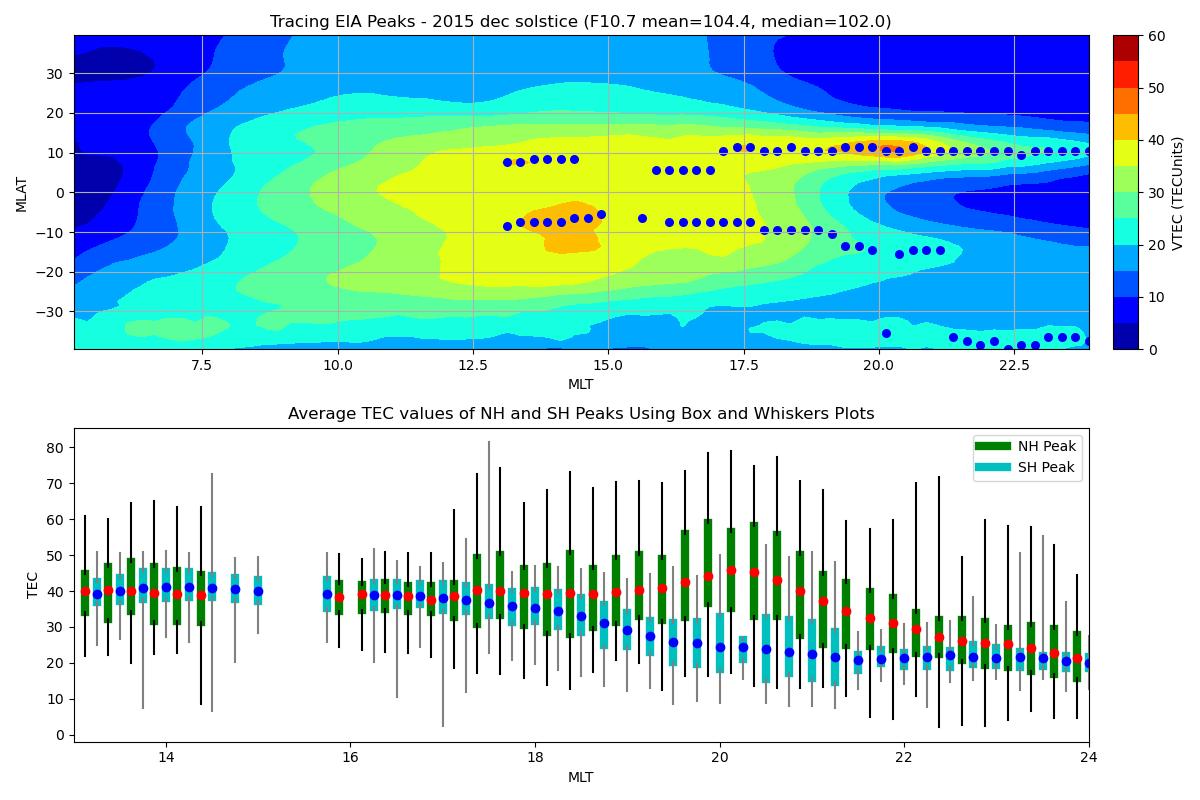 Tracing EIA Peaks - 2015 dec solstice (F10.7 mean=104.4, median=102.0)
MLAT
30
20
10
0
−10
−20
−30
7.5 10.0 12.5 15.0 17.5 20.0 22.5
MLT
60
50
40
30
20
10
0
VTEC (TECUnits)
Average TEC values of NH and SH Peaks Using Box and Whiskers Plots
NH Peak
SH Peak
TEC
80
70
60
50
40
30
20
10
0
14 16 18 20 22 24
MLT